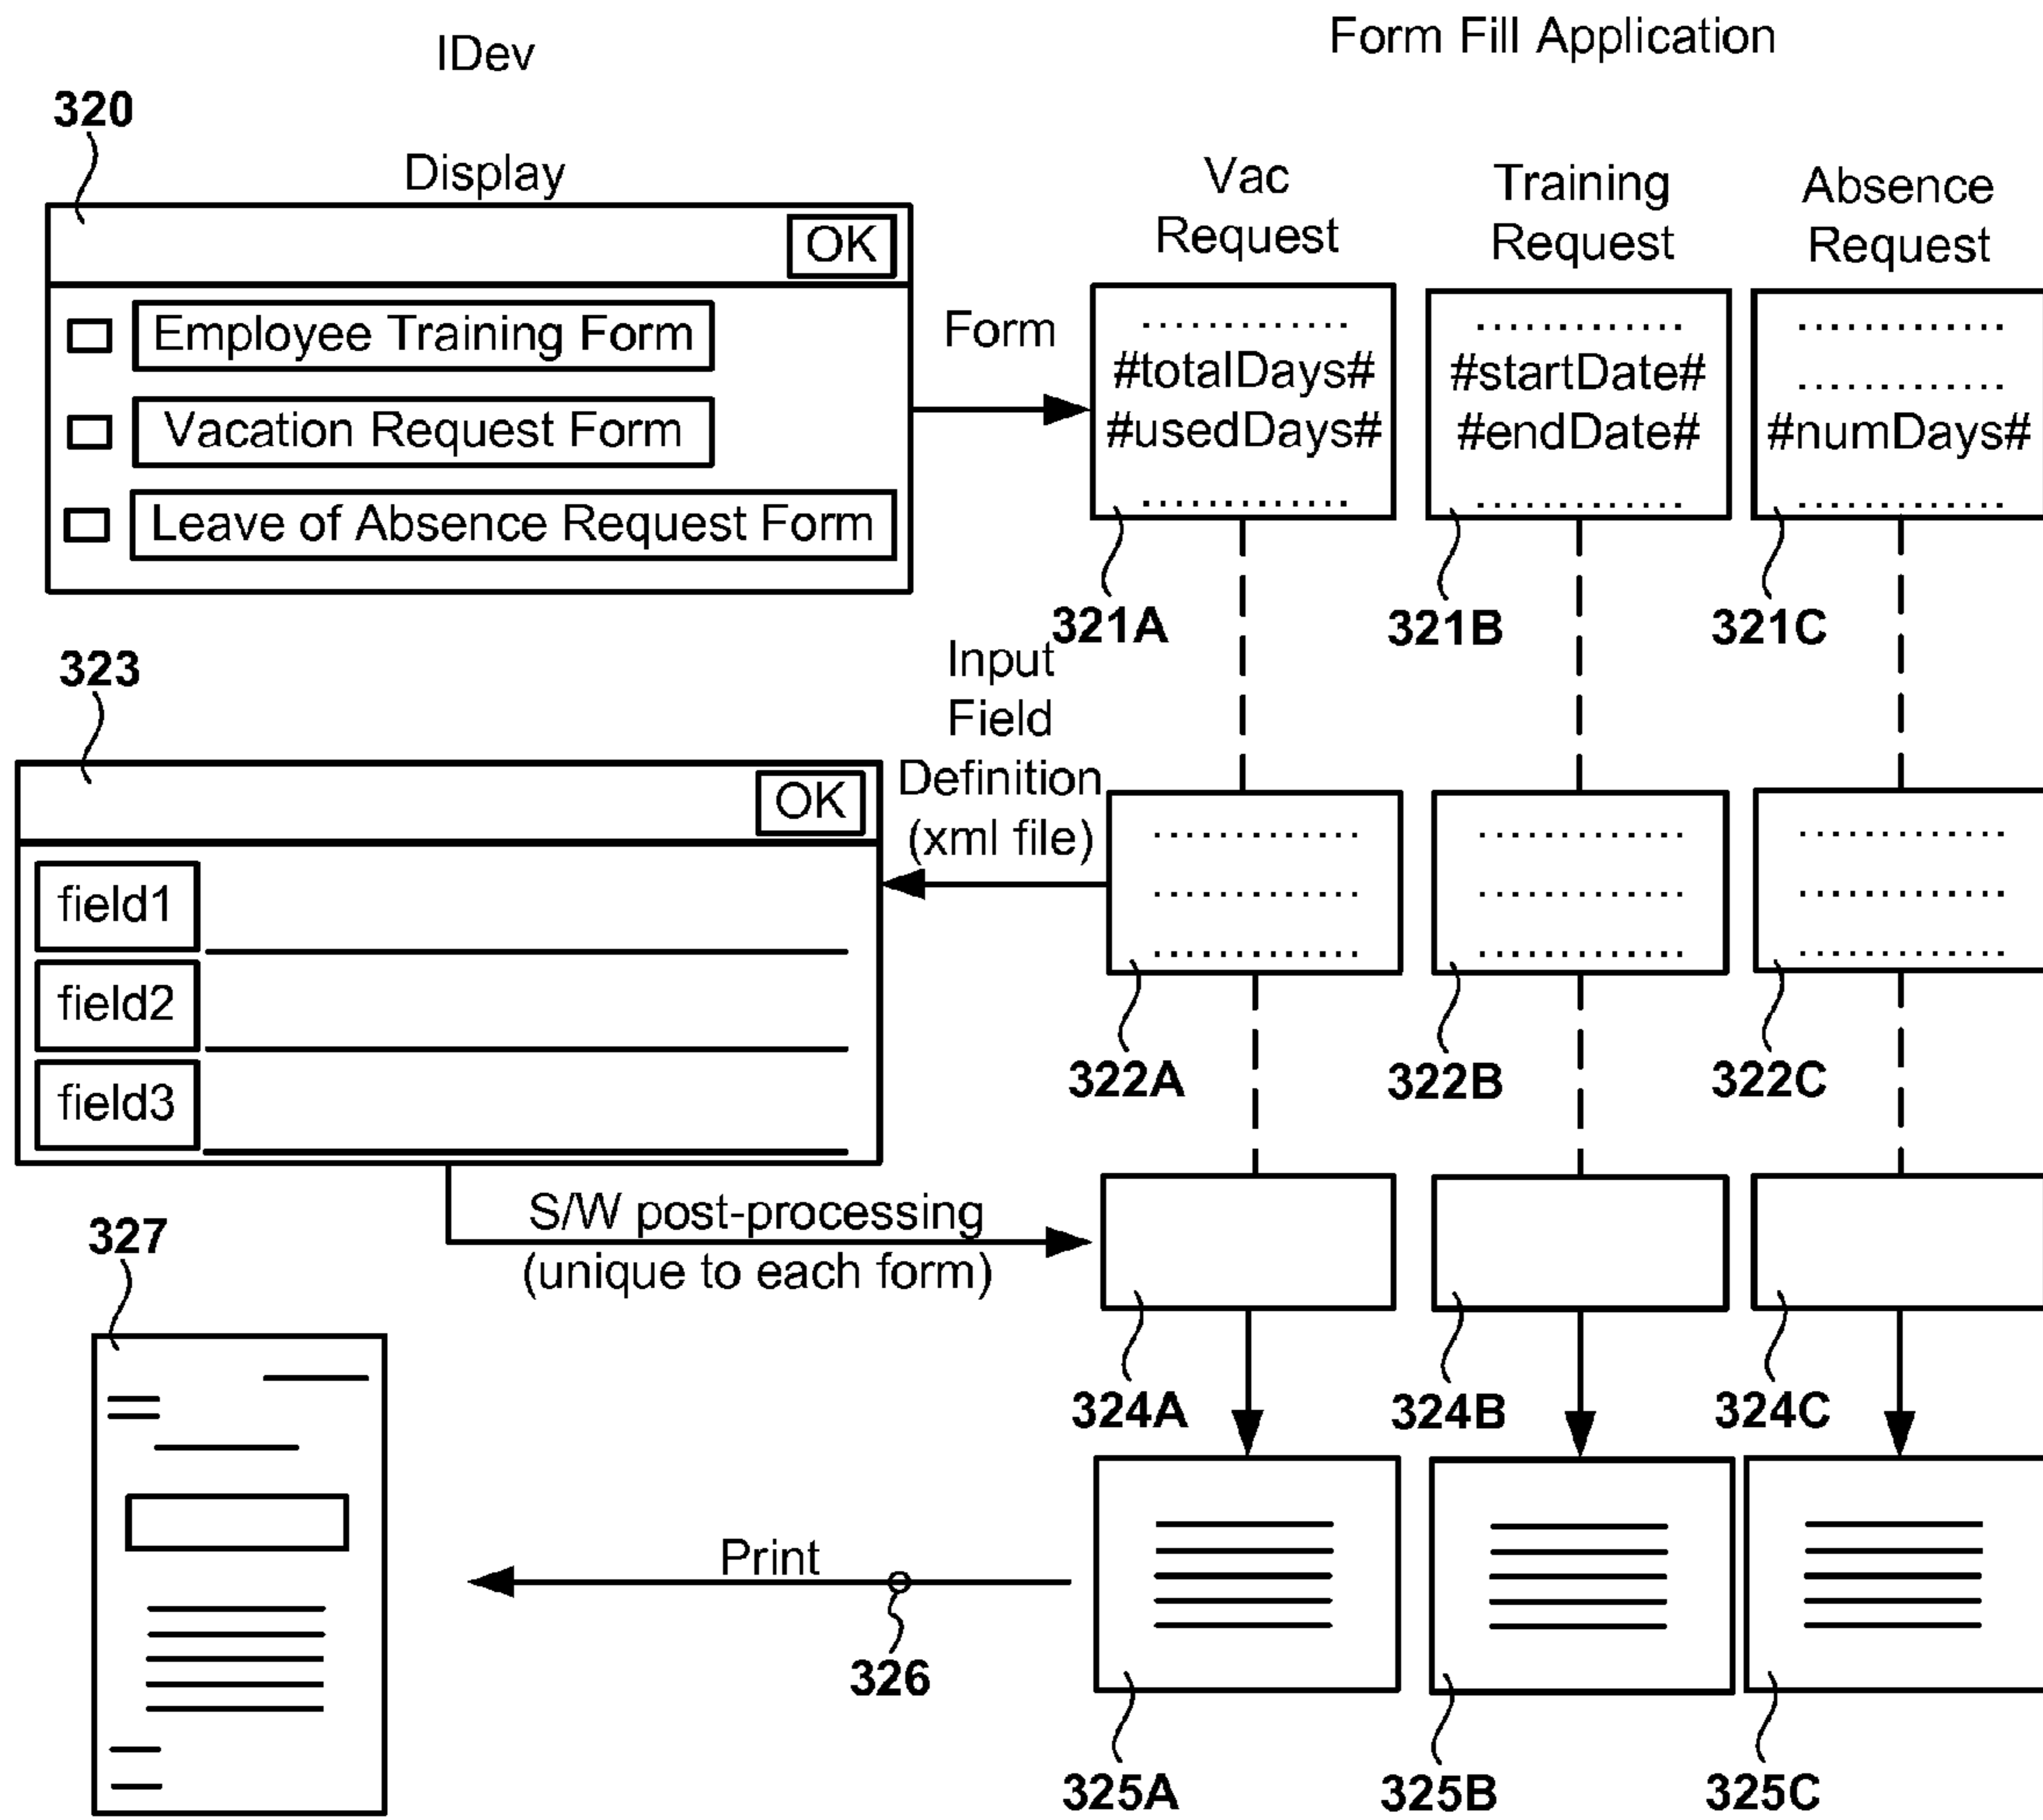 IDev
Form Fill Application
320
Display
Vac
Request
Training
Request
Absence
Request
OK
Employee Training Form
Vacation Request Form
Leave of Absence Request Form
Form
#totalDays#
#usedDays#
#startDate#
#endDate#
#numDays#
321A
321B
321C
323
Input
Field
Definition
(xml file)
OK
field1
field2
field3
322A
322B
322C
S/W post-processing
(unique to each form)
327
324A
324B
324C
Print
326
325A
325B
325C